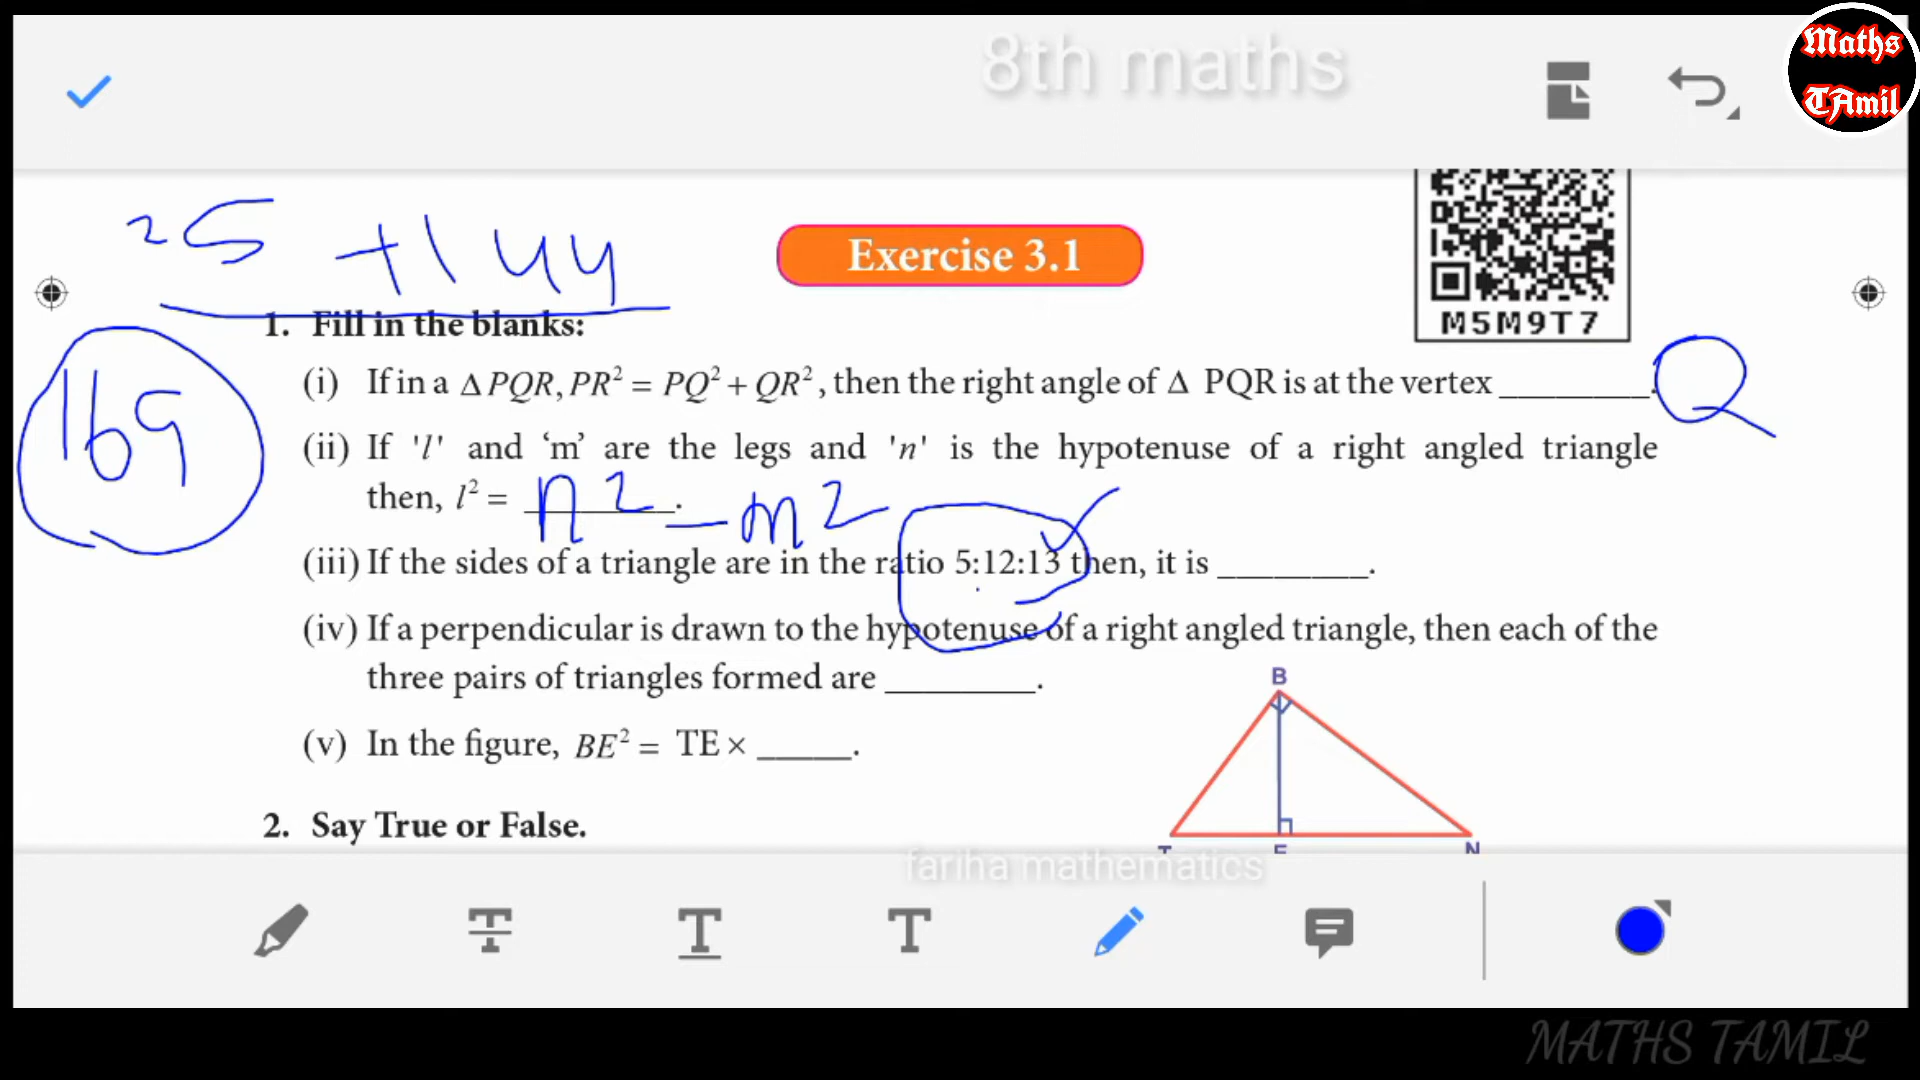 8th maths
Maths
TAmil
25 +144
Exercise 3.1
M5M9T7
1. Fill in the blanks:
169
(i) If in a Δ PQR, PR² = PQ² + QR², then the right angle of Δ PQR is at the vertex ________. Q
(ii) If 'l' and ‘m’ are the legs and 'n' is the hypotenuse of a right angled triangle
then, l² = ________. n² - m²
(iii) If the sides of a triangle are in the ratio 5:12:13 then, it is ________.
(iv) If a perpendicular is drawn to the hypotenuse of a right angled triangle, then each of the
three pairs of triangles formed are ________.
B
(v) In the figure, BE² = TE × _____.
2. Say True or False.
T E N
fariha mathematics
T T T
MATHS TAMIL